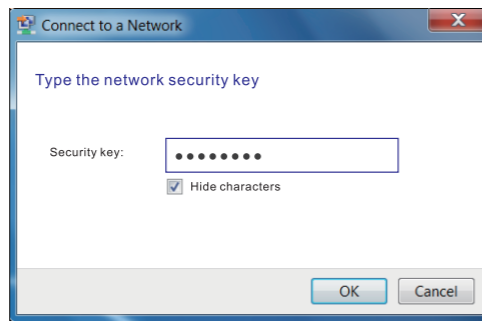 Connect to a Network
Type the network security key
Security key:
●●●●●●●●
Hide characters
OK
Cancel